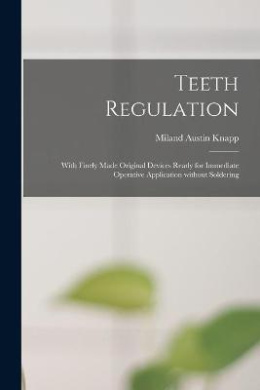 Teeth
Regulation
Miland Austin Knapp
With Finely Made Original Devices Ready for Immediate
Operative Application Without Soldering